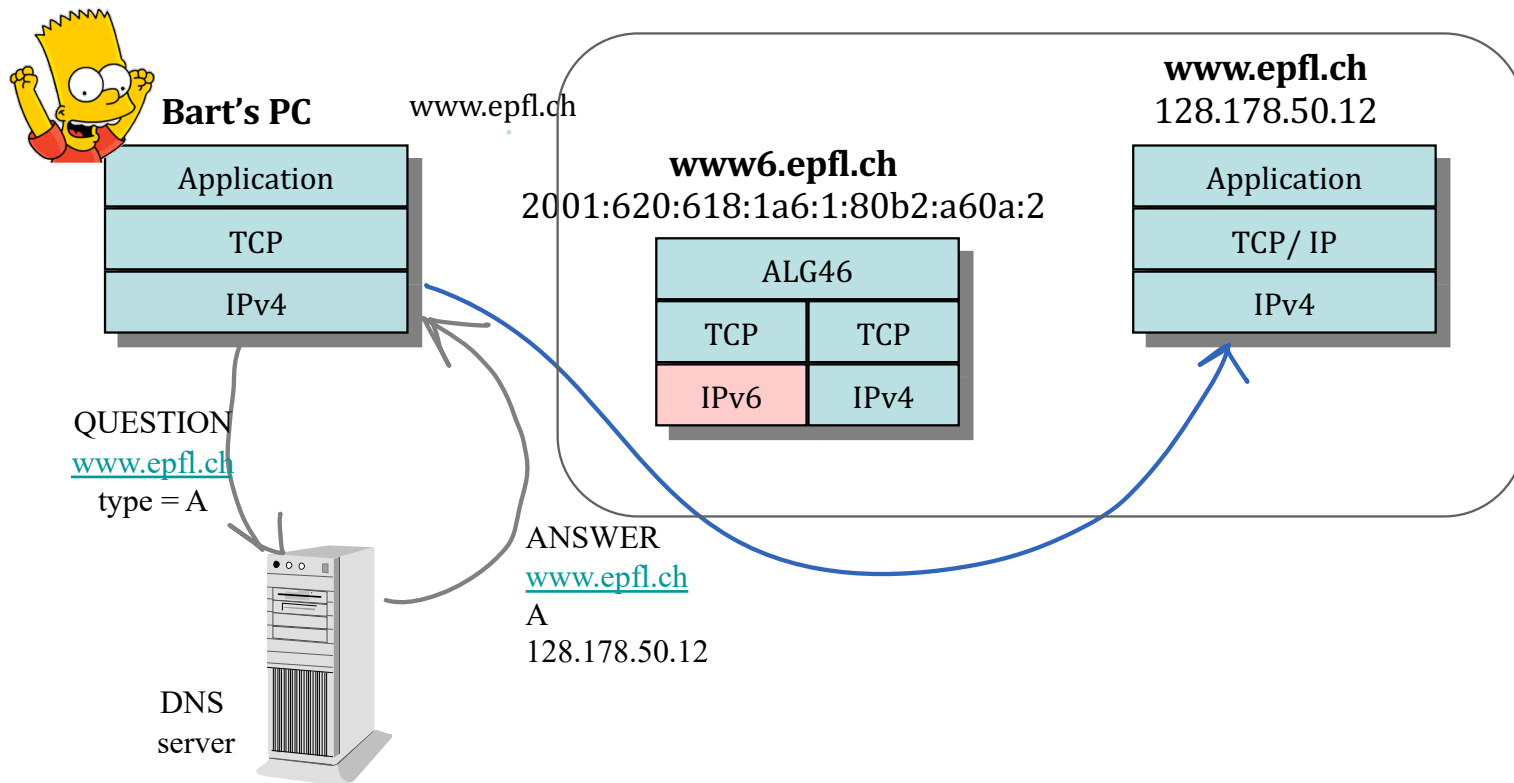 Bart's PC
www.epfl.ch
Application
TCP
IPv4
www6.epfl.ch
2001:620:618:1a6:1:80b2:a60a:2
ALG46
TCP TCP
IPv6 IPv4
www.epfl.ch
128.178.50.12
Application
TCP/ IP
IPv4
QUESTION
www.epfl.ch
type = A
ANSWER
www.epfl.ch
A
128.178.50.12
DNS
server